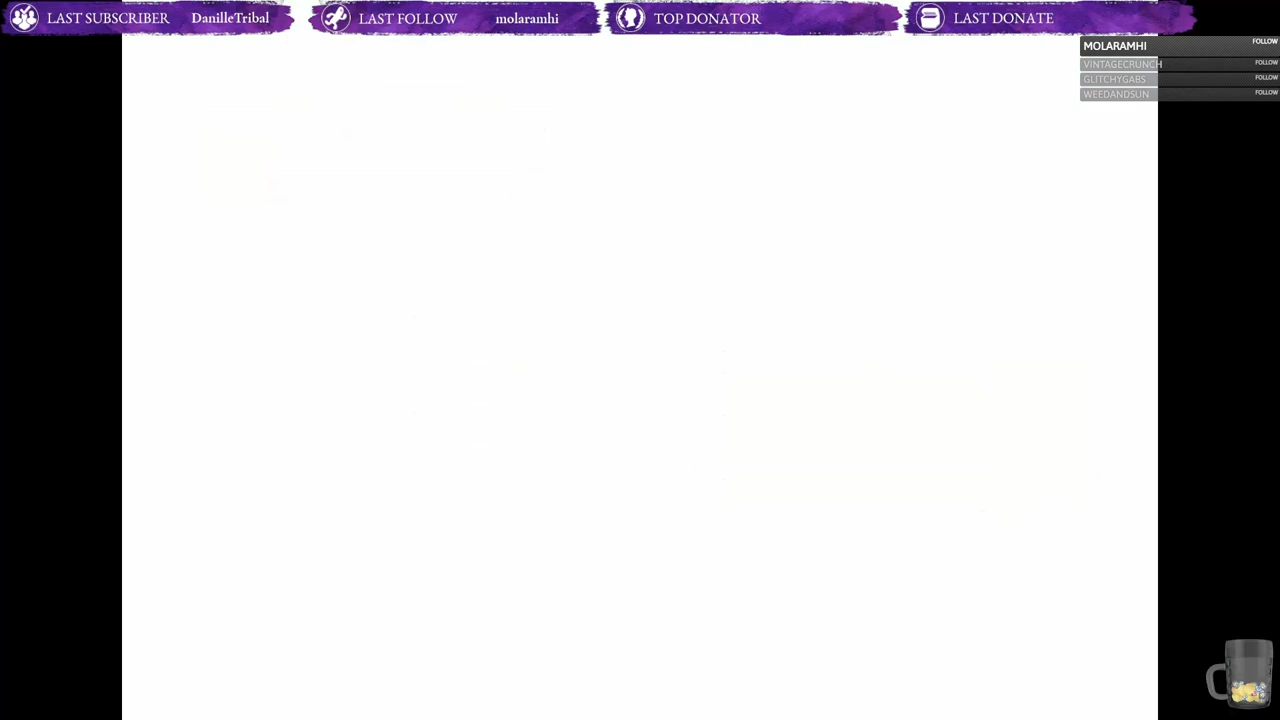 LAST SUBSCRIBER DanilleTribal LAST FOLLOW molaramhi TOP DONATOR LAST DONATE
MOLARAMHI FOLLOW
VINTAGECRUNCH FOLLOW
GLITCHYGABS FOLLOW
WEEDANDSUN FOLLOW